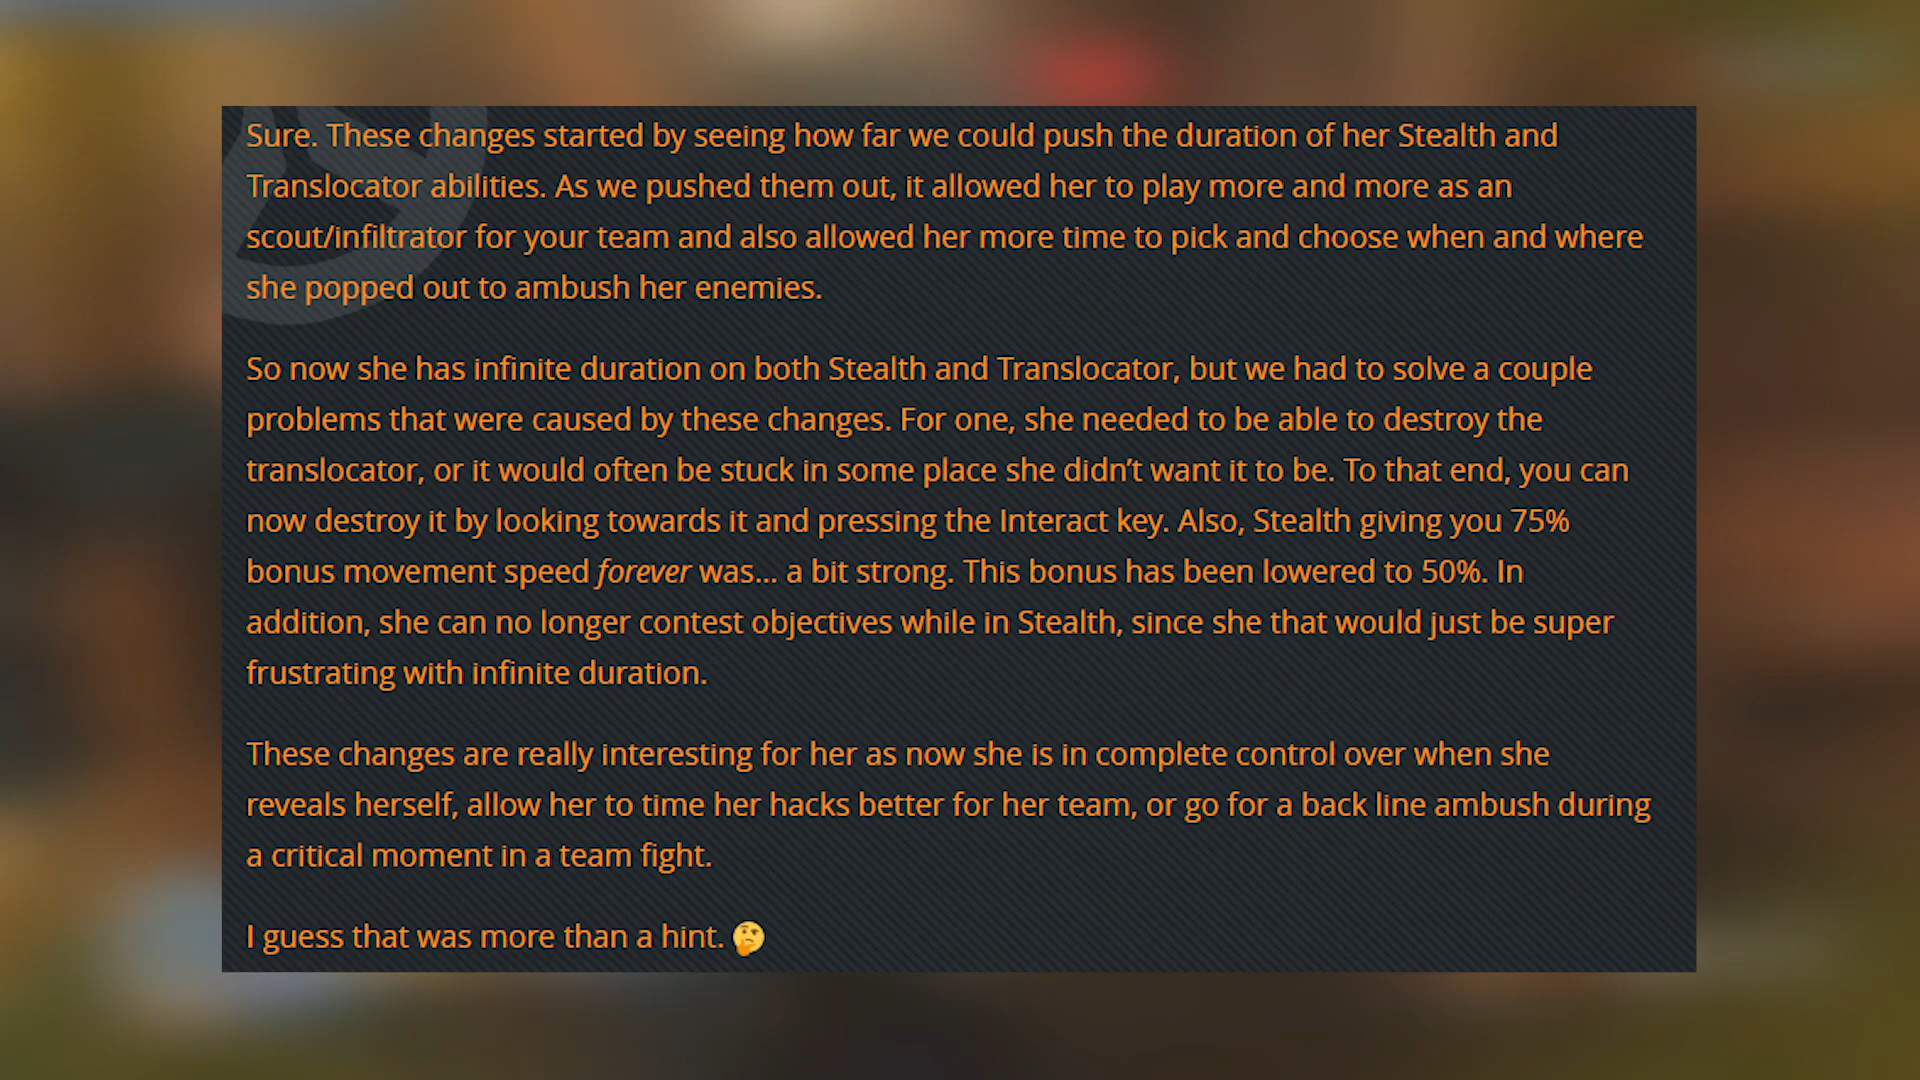 Sure. These changes started by seeing how far we could push the duration of her Stealth and
Translocator abilities. As we pushed them out, it allowed her to play more and more as an
scout/infiltrator for your team and also allowed her more time to pick and choose when and where
she popped out to ambush her enemies.
So now she has infinite duration on both Stealth and Translocator, but we had to solve a couple
problems that were caused by these changes. For one, she needed to be able to destroy the
translocator, or it would often be stuck in some place she didn’t want it to be. To that end, you can
now destroy it by looking towards it and pressing the Interact key. Also, Stealth giving you 75%
bonus movement speed forever was... a bit strong. This bonus has been lowered to 50%. In
addition, she can no longer contest objectives while in Stealth, since she that would just be super
frustrating with infinite duration.
These changes are really interesting for her as now she is in complete control over when she
reveals herself, allow her to time her hacks better for her team, or go for a back line ambush during
a critical moment in a team fight.
I guess that was more than a hint. 🤔